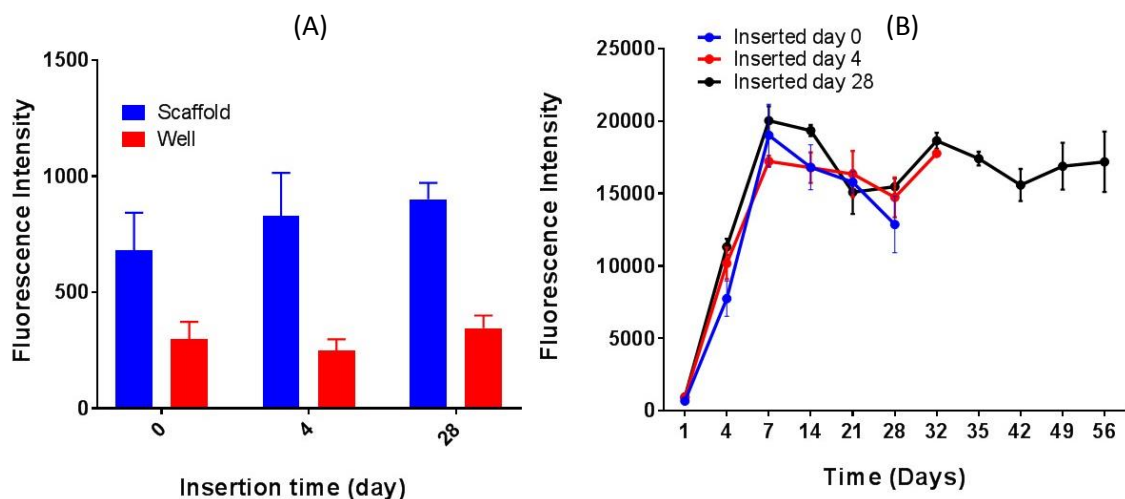 (A)
1500
1000
500
0
Fluorescence Intensity
Scaffold
Well
0
4
28
Insertion time (day)
(B)
Inserted day 0
Inserted day 4
Inserted day 28
25000
20000
15000
10000
5000
0
Fluorescence Intensity
1 4 7 14 21 28 32 35 42 49 56
Time (Days)